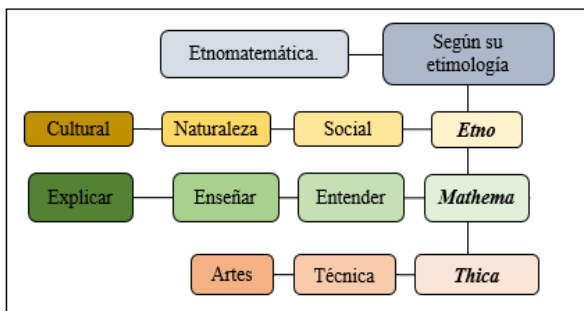 Etnomatemática.
Según su
etimología
Cultural
Naturaleza
Social
Etno
Explicar
Enseñar
Entender
Mathema
Artes
Técnica
Thica